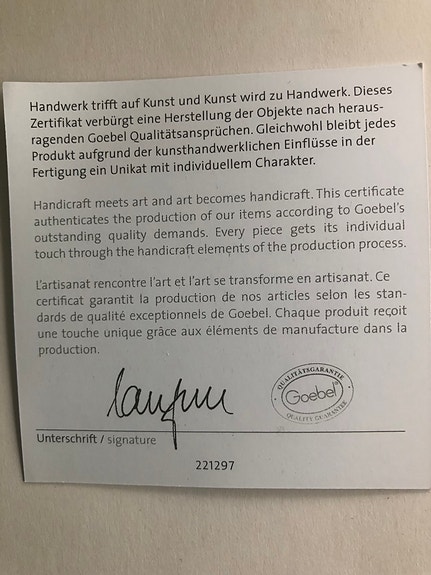 Handwerk trifft auf Kunst und Kunst wird zu Handwerk. Dieses
Zertifikat verbürgt eine Herstellung der Objekte nach heraus-
ragenden Goebel Qualitätsansprüchen. Gleichwohl bleibt jedes
Produkt aufgrund der kunsthandwerklichen Einflüsse in der
Fertigung ein Unikat mit individuellem Charakter.
Handicraft meets art and art becomes handicraft. This certificate
authenticates the production of our items according to Goebel's
outstanding quality demands. Every piece gets its individual
touch through the handicraft elements of the production process.
L'artisanat rencontre l'art et l'art se transforme en artisanat. Ce
certificat garantit la production de nos articles selon les stan-
dards de qualité exceptionnels de Goebel. Chaque produit reçoit
une touche unique grâce aux éléments de manufacture dans la
production.
QUALITÄTSGARANTIE
Goebel®
QUALITY GUARANTEE
Unterschrift / signature
221297